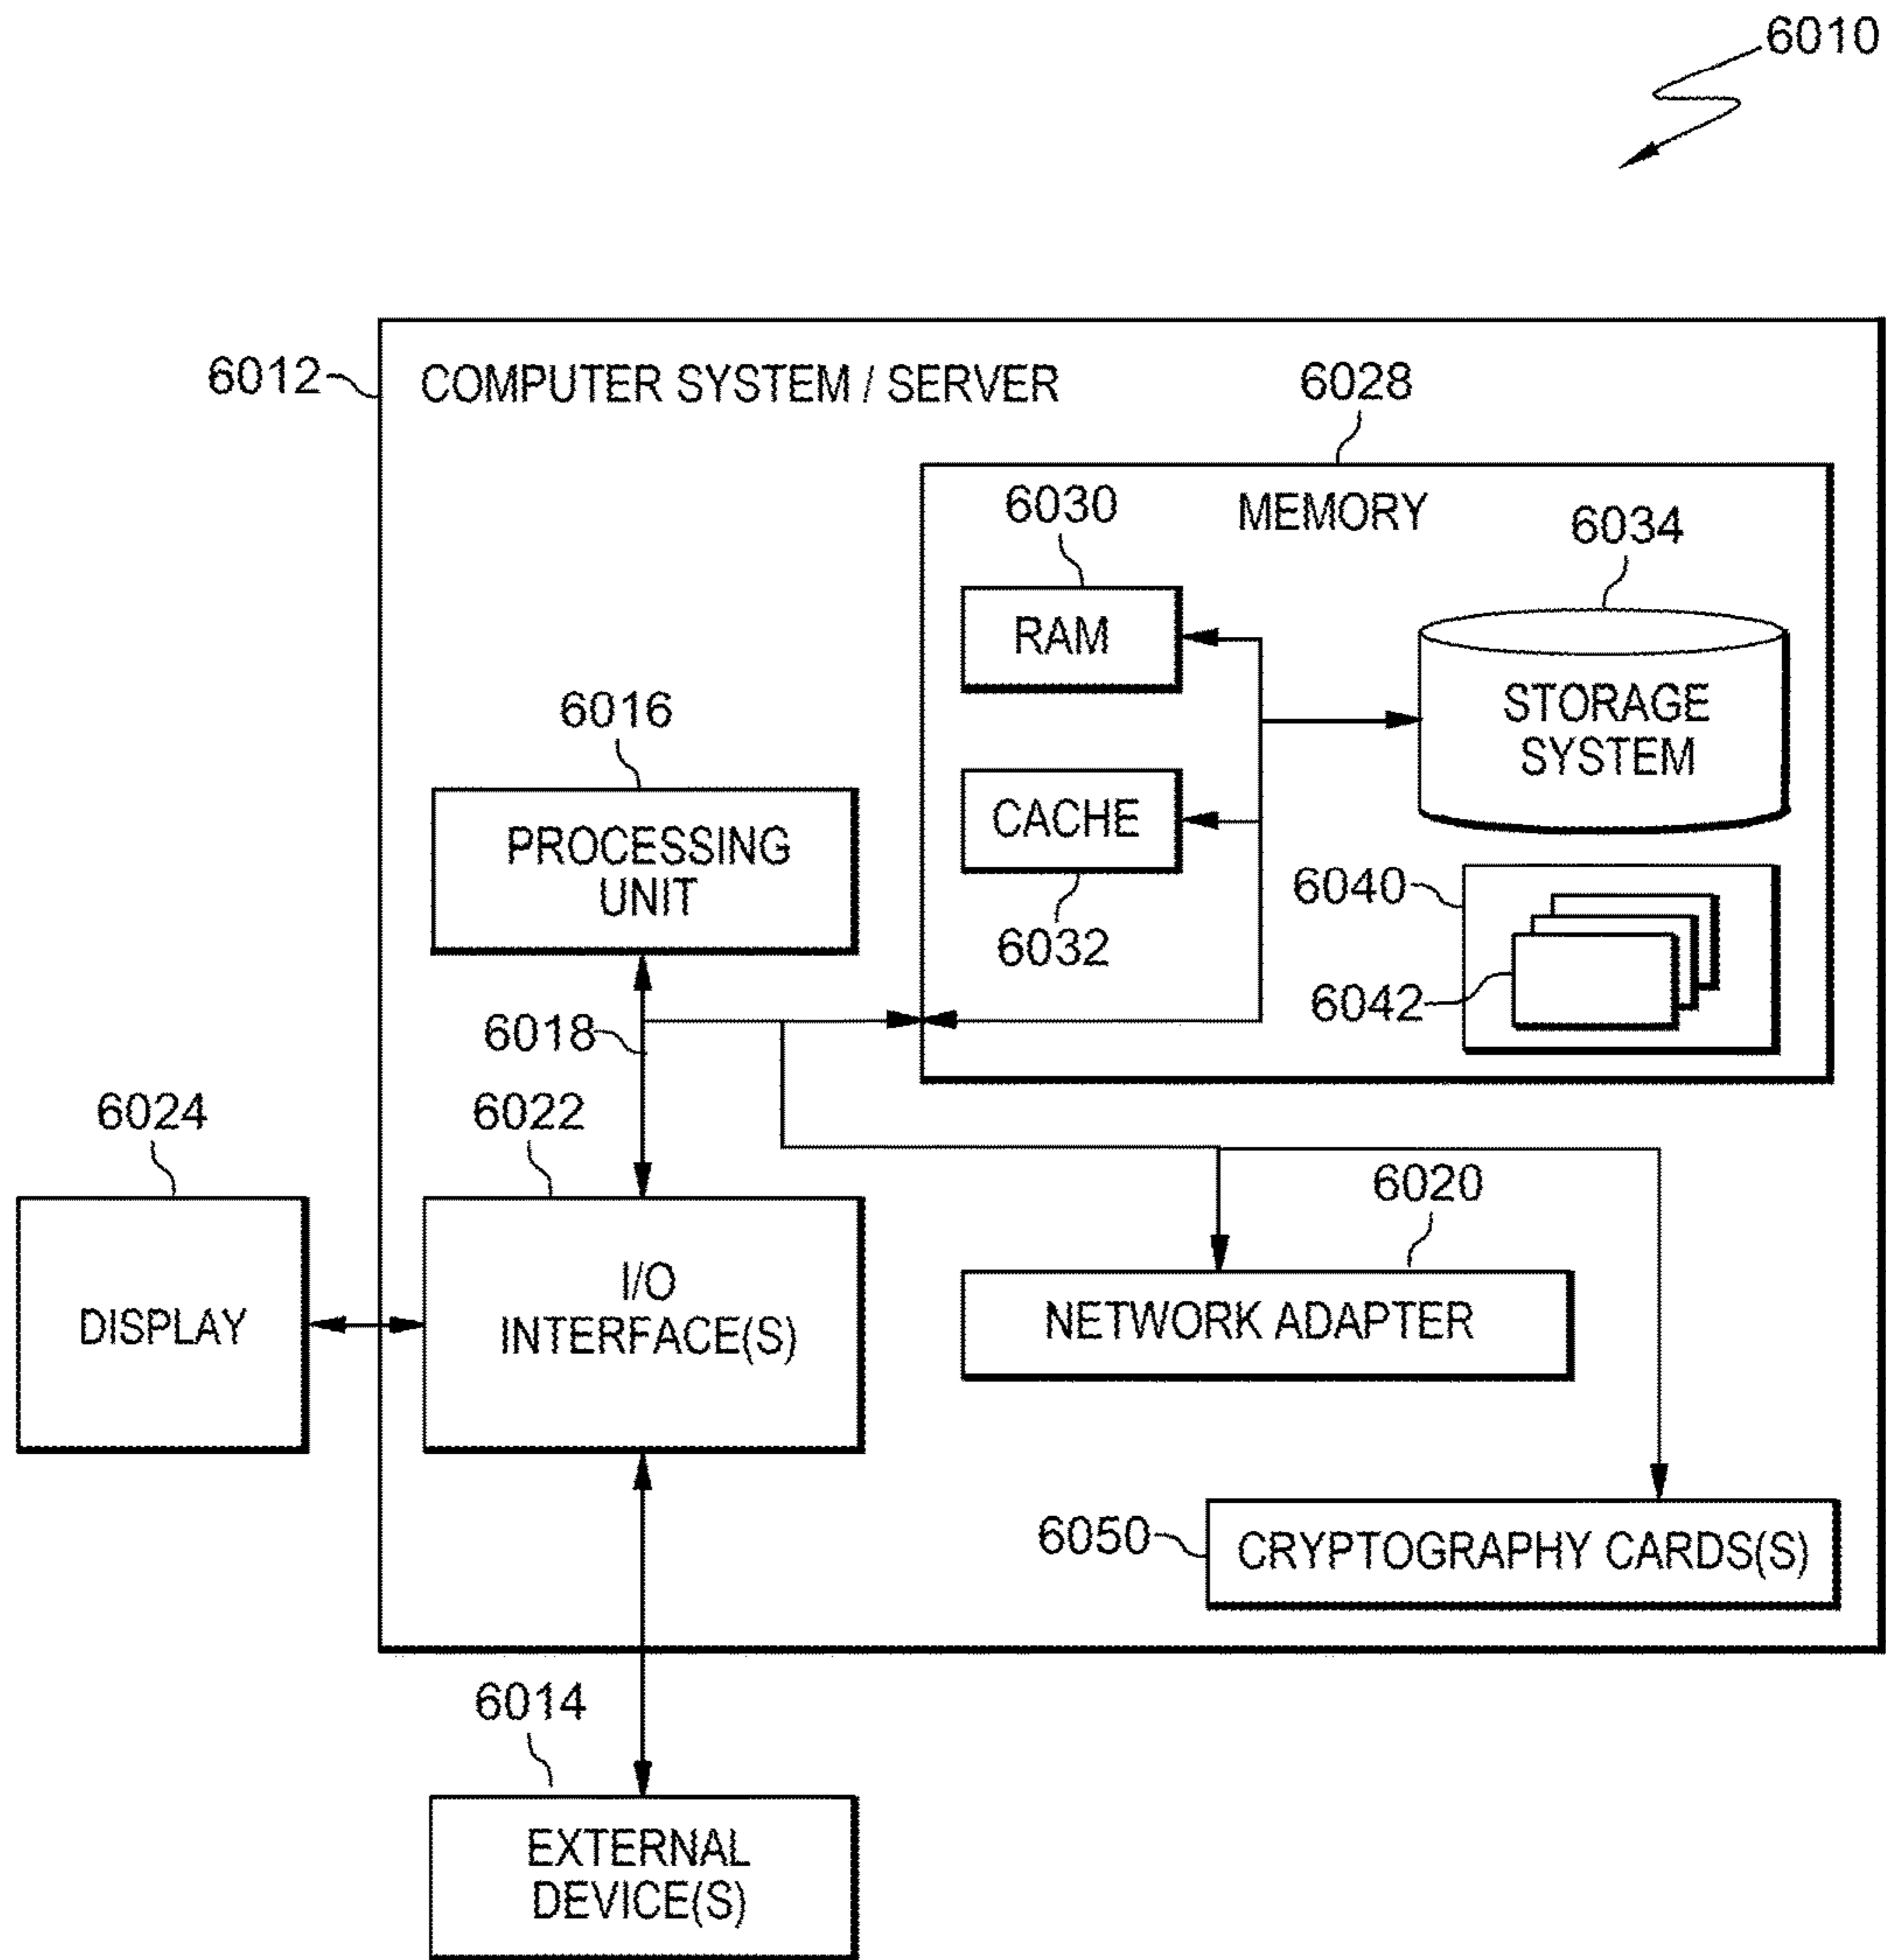 6010
6012
COMPUTER SYSTEM / SERVER
6028
MEMORY
6030
RAM
6034
STORAGE
SYSTEM
6016
PROCESSING
UNIT
CACHE
6032
6040
6042
6018
6024
6022
DISPLAY
I/O
INTERFACE(S)
6020
NETWORK ADAPTER
6050
CRYPTOGRAPHY CARDS(S)
6014
EXTERNAL
DEVICE(S)